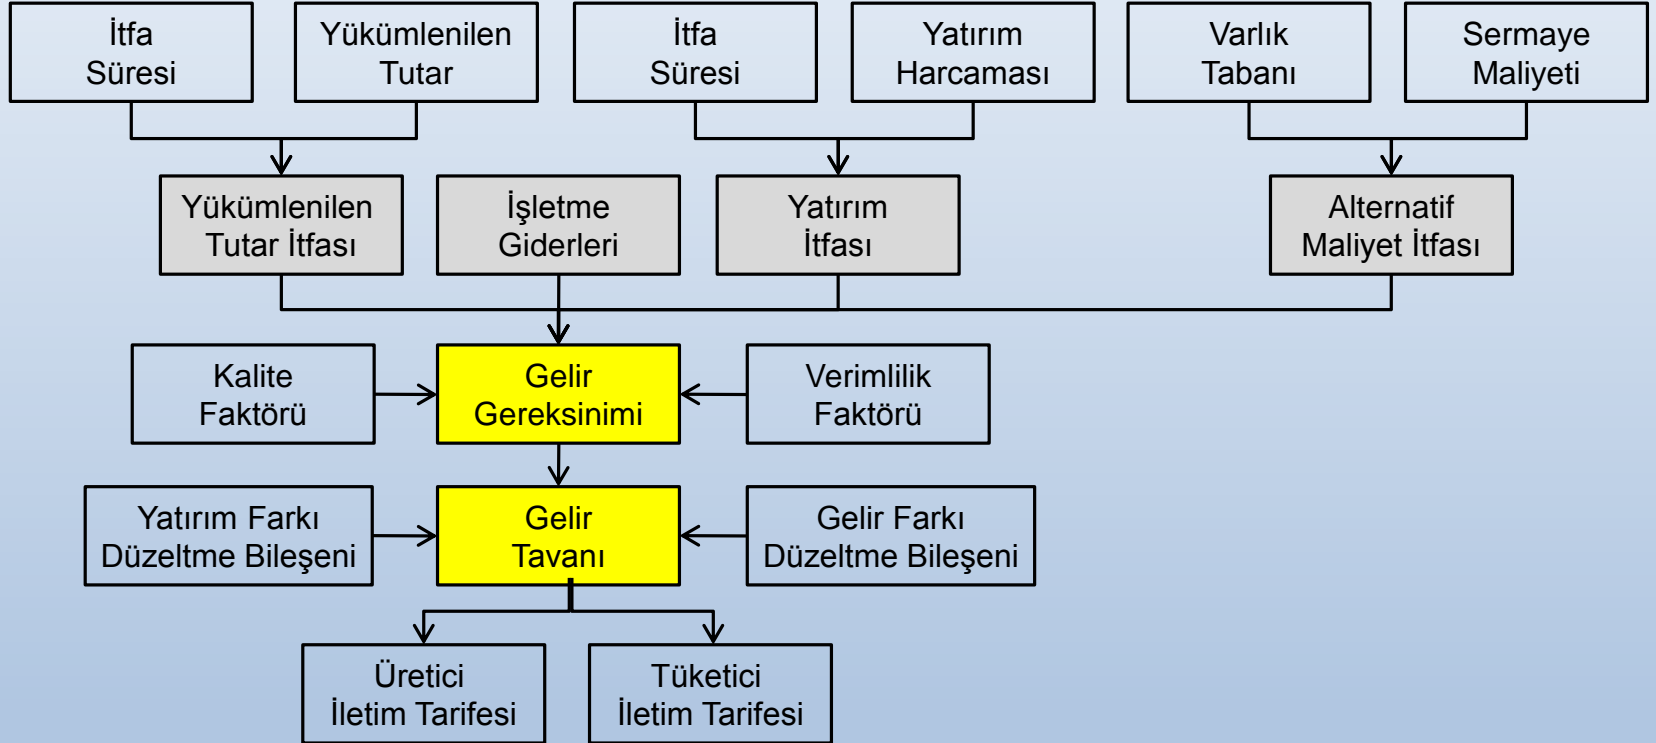 İtfa
Süresi
Yükümlenilen
Tutar
İtfa
Süresi
Yatırım
Harcaması
Varlık
Tabanı
Sermaye
Maliyeti
Yükümlenilen
Tutar İtfası
İşletme
Giderleri
Yatırım
İtfası
Alternatif
Maliyet İtfası
Kalite
Faktörü
Gelir
Gereksinimi
Verimlilik
Faktörü
Yatırım Farkı
Düzeltme Bileşeni
Gelir
Tavanı
Gelir Farkı
Düzeltme Bileşeni
Üretici
İletim Tarifesi
Tüketici
İletim Tarifesi